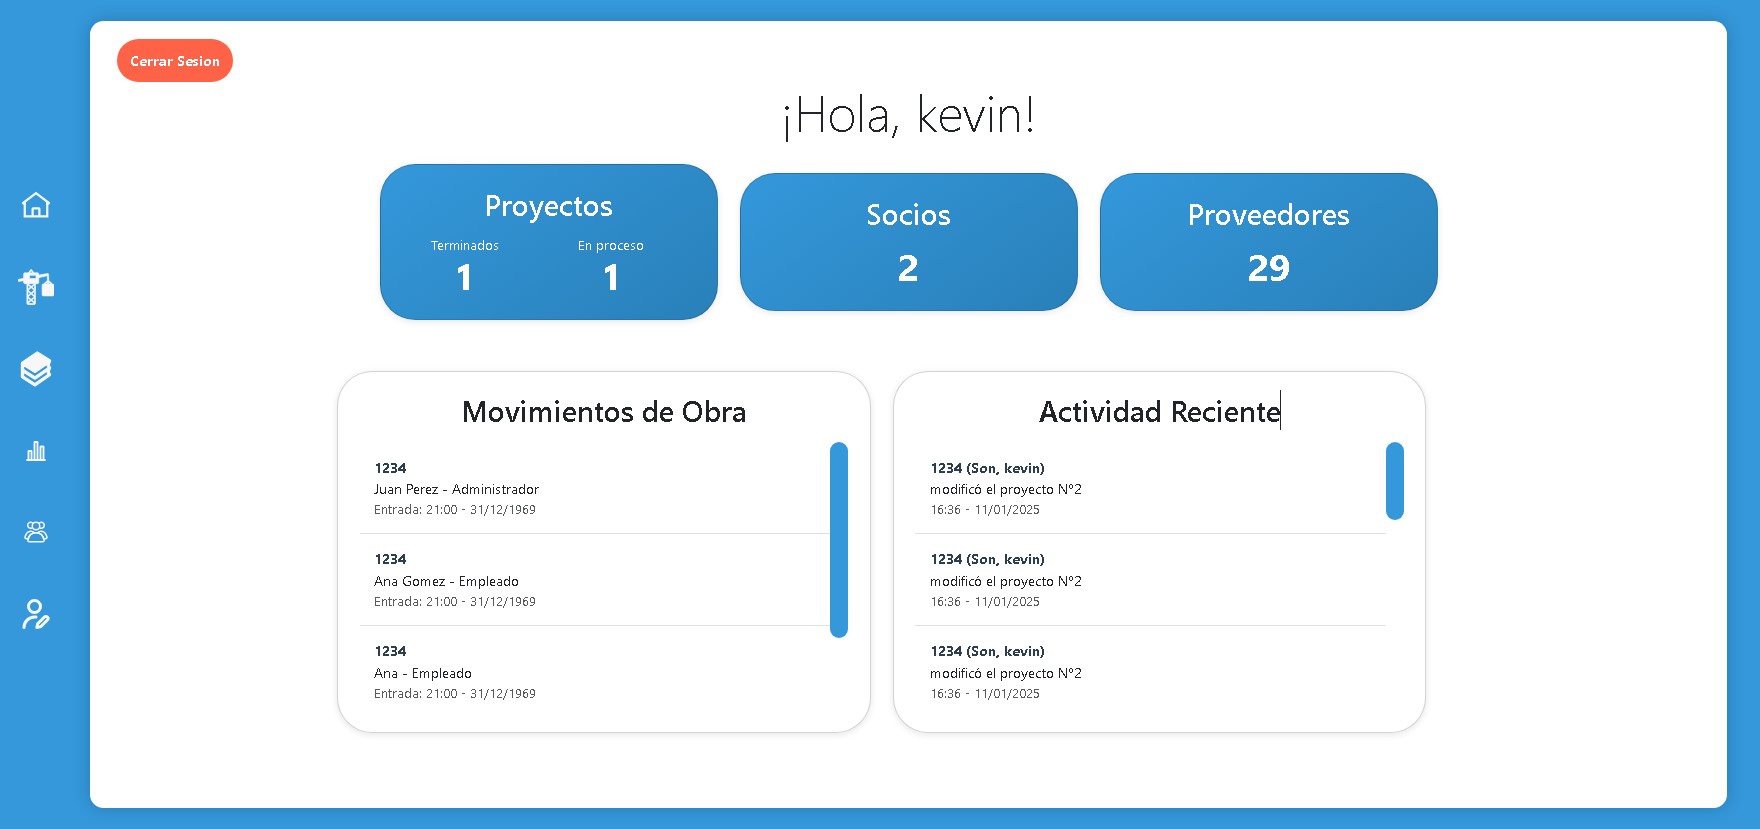 Cerrar Sesion
¡Hola, kevin!
Proyectos
Terminados
En proceso
1
1
Socios
2
Proveedores
29
Movimientos de Obra
1234
Juan Perez - Administrador
Entrada: 21:00 - 31/12/1969
1234
Ana Gomez - Empleado
Entrada: 21:00 - 31/12/1969
1234
Ana - Empleado
Entrada: 21:00 - 31/12/1969
Actividad Reciente
1234 (Son, kevin)
modificó el proyecto Nº2
16:36 - 11/01/2025
1234 (Son, kevin)
modificó el proyecto Nº2
16:36 - 11/01/2025
1234 (Son, kevin)
modificó el proyecto Nº2
16:36 - 11/01/2025